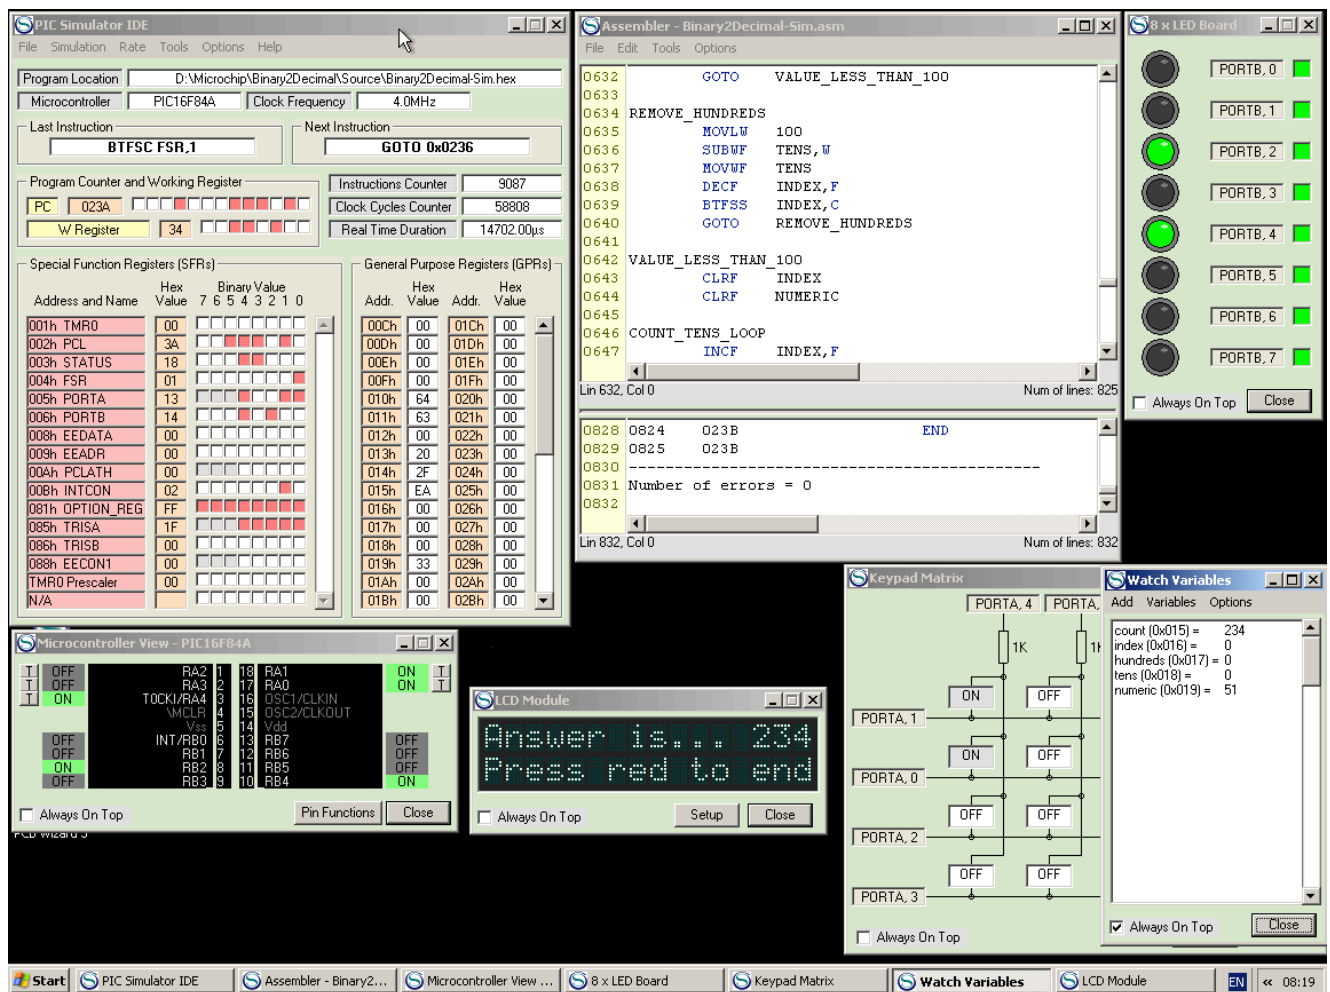 PIC Simulator IDE
File Simulation Rate Tools Options Help
Program Location D:\Microchip\Binary2Decimal\Source\Binary2Decimal-Sim.hex
Microcontroller PIC16F84A Clock Frequency 4.0MHz
Last Instruction Next Instruction
BTFSC FSR,1 GOTO 0x0236
Program Counter and Working Register
PC 023A
W Register 34
Instructions Counter 9087
Clock Cycles Counter 58808
Real Time Duration 14702.00µs
Special Function Registers (SFRs)
Hex Binary Value
Address and Name Value 7 6 5 4 3 2 1 0
001h TMR0 00
002h PCL 3A
003h STATUS 18
004h FSR 01
005h PORTA 13
006h PORTB 14
008h EEDATA 00
009h EEADR 00
00Ah PCLATH 00
00Bh INTCON 02
081h OPTION_REG FF
085h TRISA 1F
086h TRISB 00
088h EECON1 00
TMR0 Prescaler 00
N/A
General Purpose Registers (GPRs)
Hex Hex
Addr. Value Addr. Value
00Ch 00 01Ch 00
00Dh 00 01Dh 00
00Eh 00 01Eh 00
00Fh 00 01Fh 00
010h 64 020h 00
011h 63 021h 00
012h 00 022h 00
013h 20 023h 00
014h 2F 024h 00
015h EA 025h 00
016h 00 026h 00
017h 00 027h 00
018h 00 028h 00
019h 33 029h 00
01Ah 00 02Ah 00
01Bh 00 02Bh 00
Assembler - Binary2Decimal-Sim.asm
File Edit Tools Options
0632 GOTO VALUE_LESS_THAN_100
0633
0634 REMOVE_HUNDREDS
0635 MOVLW 100
0636 SUBWF TENS,W
0637 MOVWF TENS
0638 DECF INDEX,F
0639 BTFSS INDEX,C
0640 GOTO REMOVE_HUNDREDS
0641
0642 VALUE_LESS_THAN_100
0643 CLRF INDEX
0644 CLRF NUMERIC
0645
0646 COUNT_TENS_LOOP
0647 INCF INDEX,F
Lin 632, Col 0 Num of lines: 825
0828 0824 023B END
0829 0825 023B
0830 ----------------------------------------------
0831 Number of errors = 0
0832
Lin 832, Col 0 Num of lines: 832
8 x LED Board
PORTB, 0
PORTB, 1
PORTB, 2
PORTB, 3
PORTB, 4
PORTB, 5
PORTB, 6
PORTB, 7
Always On Top Close
Microcontroller View - PIC16F84A
T OFF RA2 1 18 RA1 ON T
T OFF RA3 2 17 RA0 ON T
T ON T0CKI/RA4 3 16 OSC1/CLKIN
\MCLR 4 15 OSC2/CLKOUT
Vss 5 14 Vdd
OFF INT/RB0 6 13 RB7 OFF
OFF RB1 7 12 RB6 OFF
ON RB2 8 11 RB5 OFF
OFF RB3 9 10 RB4 ON
Always On Top Pin Functions Close
PCB Wizard 3
LCD Module
Answer is... 234
Press red to end
Always On Top Setup Close
Keypad Matrix
PORTA, 4 PORTA,
1K
ON OFF
PORTA, 1
ON OFF
PORTA, 0
OFF OFF
PORTA, 2
OFF OFF
PORTA, 3
Always On Top
Watch Variables
Add Variables Options
count (0x015) = 234
index (0x016) = 0
hundreds (0x017) = 0
tens (0x018) = 0
numeric (0x019) = 51
Always On Top Close
Start PIC Simulator IDE Assembler - Binary2... Microcontroller View ... 8 x LED Board Keypad Matrix Watch Variables LCD Module EN « 08:19